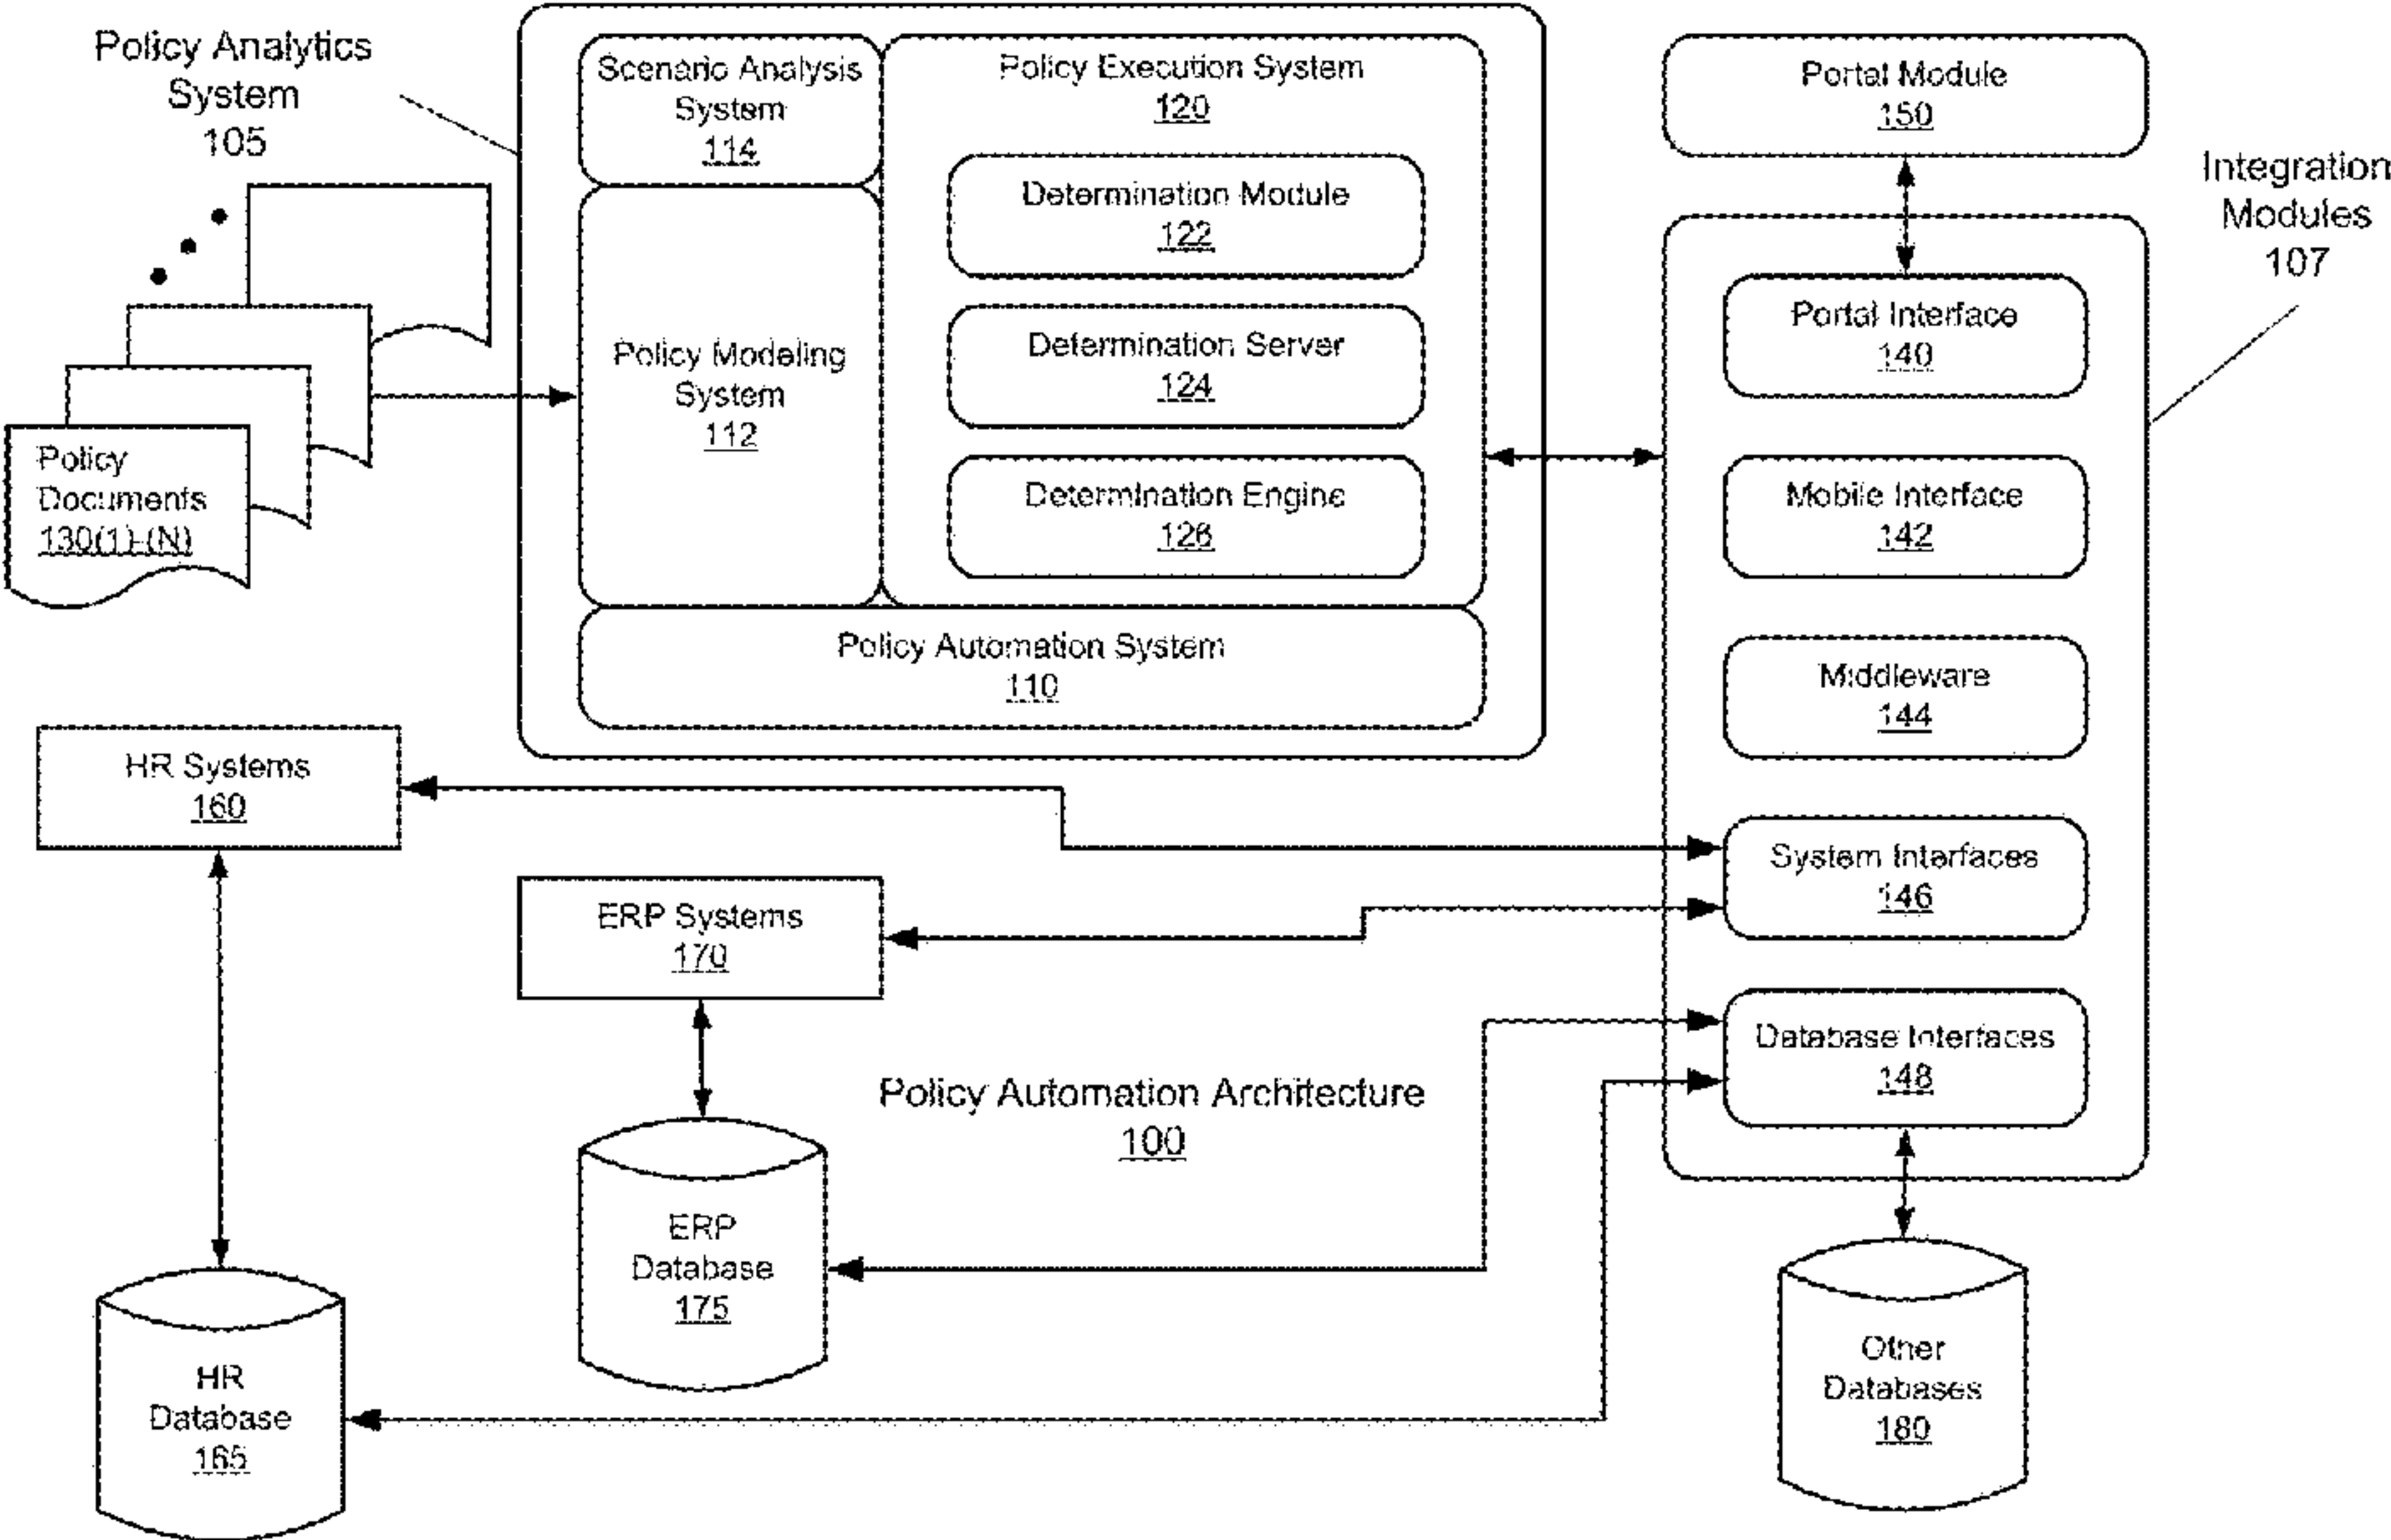 Policy Analytics
System
105
Scenario Analysis
System
114
Policy Execution System
120
Portal Module
150
Integration
Modules
107
Determination Module
122
Determination Server
124
Determination Engine
126
Policy Modeling
System
112
Policy Automation System
110
Policy
Documents
130(1)-(N)
Portal Interface
140
Mobile Interface
142
Middleware
144
System Interfaces
146
Database Interfaces
148
HR Systems
160
ERP Systems
170
Policy Automation Architecture
100
ERP
Database
175
HR
Database
165
Other
Databases
180